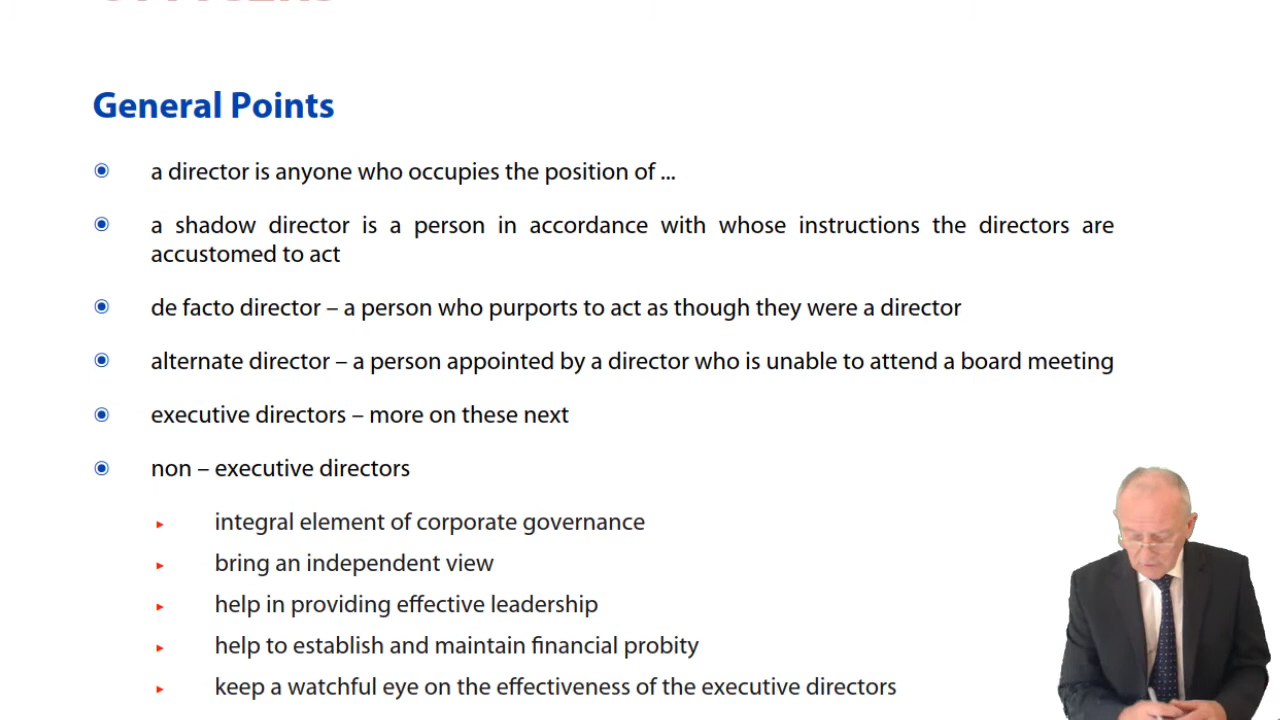 General Points
a director is anyone who occupies the position of ...
a shadow director is a person in accordance with whose instructions the directors are
accustomed to act
de facto director – a person who purports to act as though they were a director
alternate director – a person appointed by a director who is unable to attend a board meeting
executive directors – more on these next
non – executive directors
integral element of corporate governance
bring an independent view
help in providing effective leadership
help to establish and maintain financial probity
keep a watchful eye on the effectiveness of the executive directors